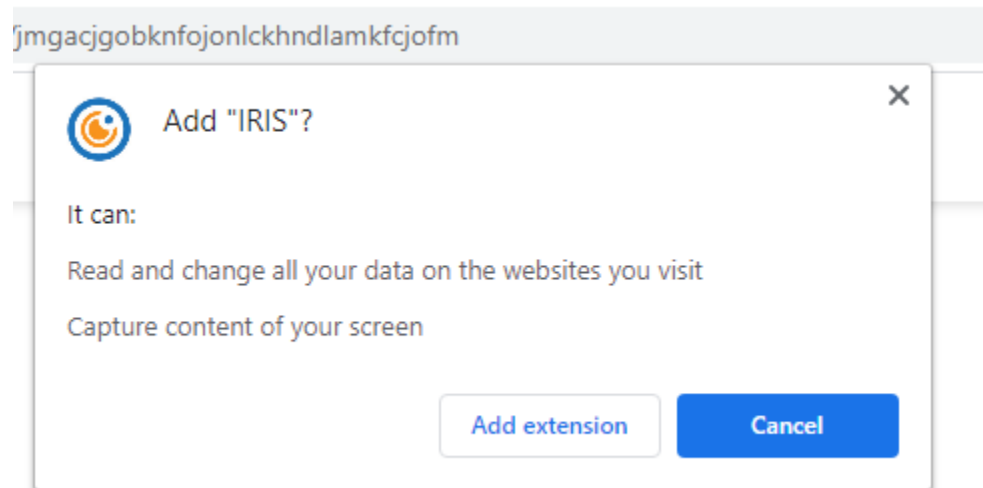 /jmgacjgobknfojonlckhndlamkfcjofm
Add "IRIS"?
It can:
Read and change all your data on the websites you visit
Capture content of your screen
Add extension
Cancel